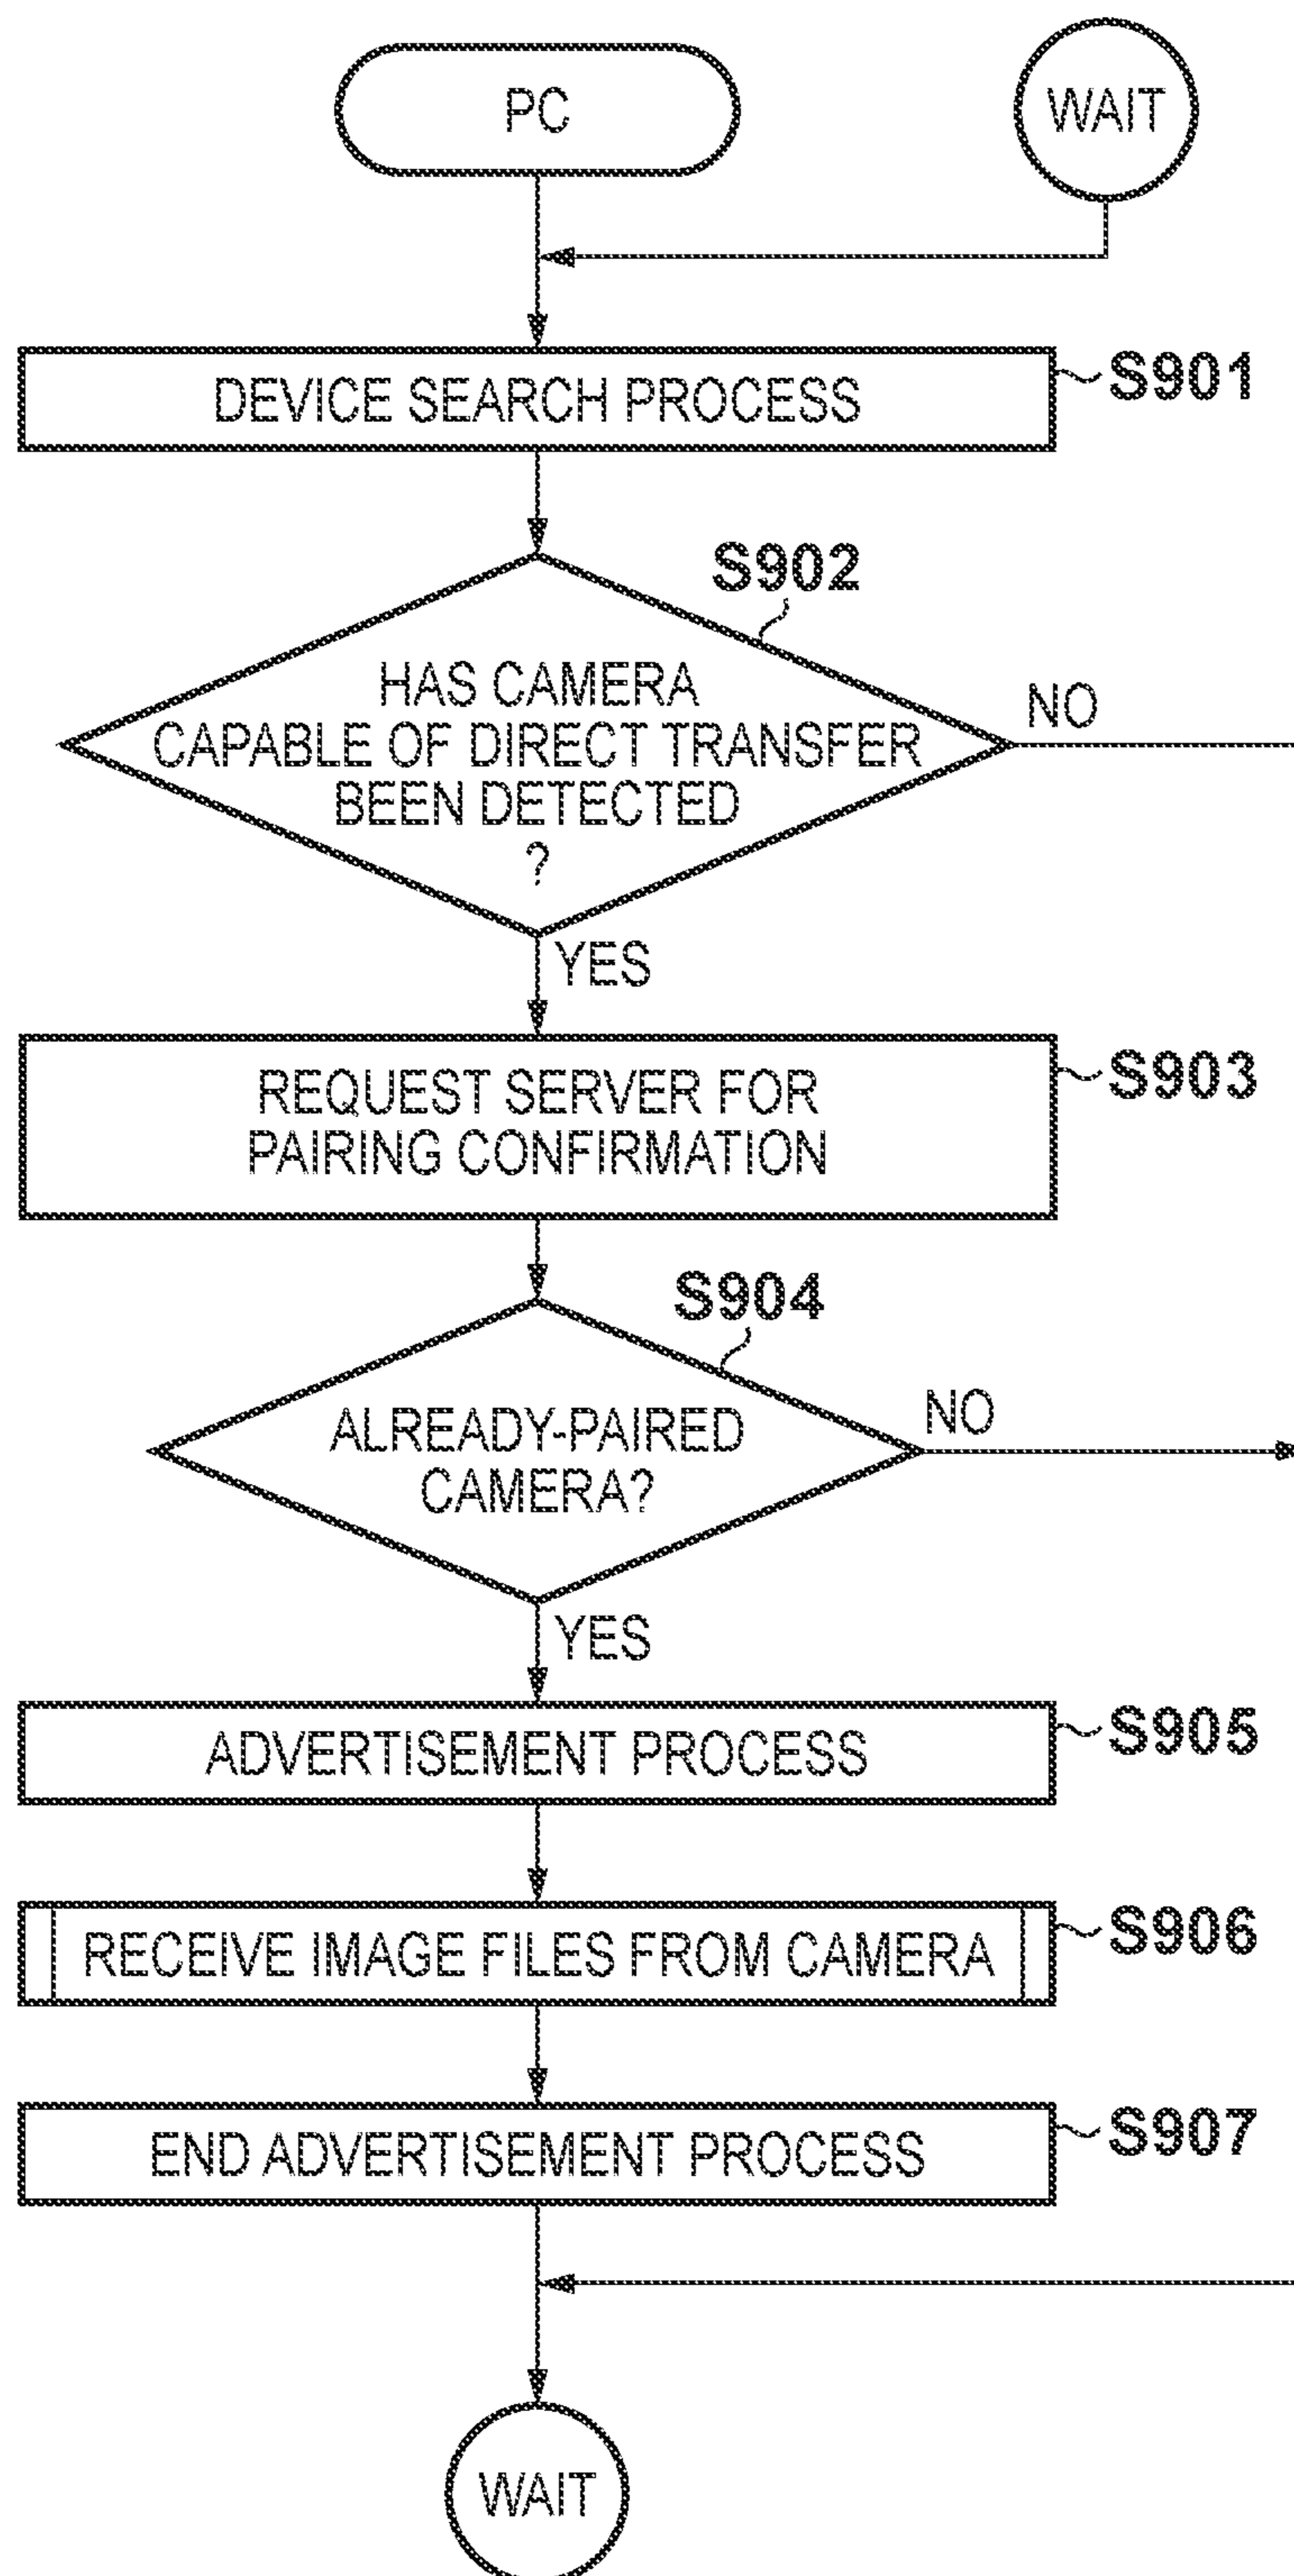 PC
WAIT
DEVICE SEARCH PROCESS
S901
S902
HAS CAMERA
CAPABLE OF DIRECT TRANSFER
BEEN DETECTED
?
NO
YES
REQUEST SERVER FOR
PAIRING CONFIRMATION
S903
S904
ALREADY-PAIRED
CAMERA?
NO
YES
ADVERTISEMENT PROCESS
S905
RECEIVE IMAGE FILES FROM CAMERA
S906
END ADVERTISEMENT PROCESS
S907
WAIT